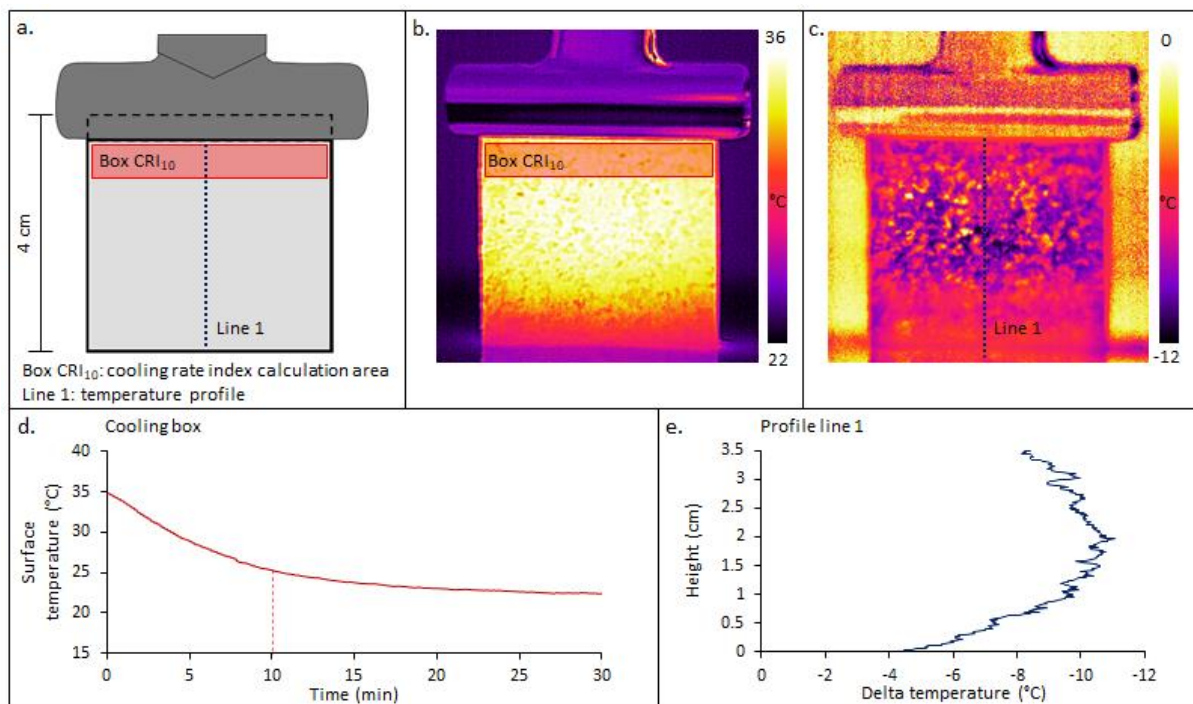 a.
4 cm
Box CRI₁₀
Line 1
Box CRI₁₀: cooling rate index calculation area
Line 1: temperature profile
b.
36
Box CRI₁₀
°C
22
c.
0
°C
Line 1
-12
d.
Cooling box
Surface
temperature (°C)
40
35
30
25
20
15
0
5
10
15
20
25
30
Time (min)
e.
Profile line 1
Height (cm)
3.5
3
2.5
2
1.5
1
0.5
0
0
-2
-4
-6
-8
-10
-12
Delta temperature (°C)